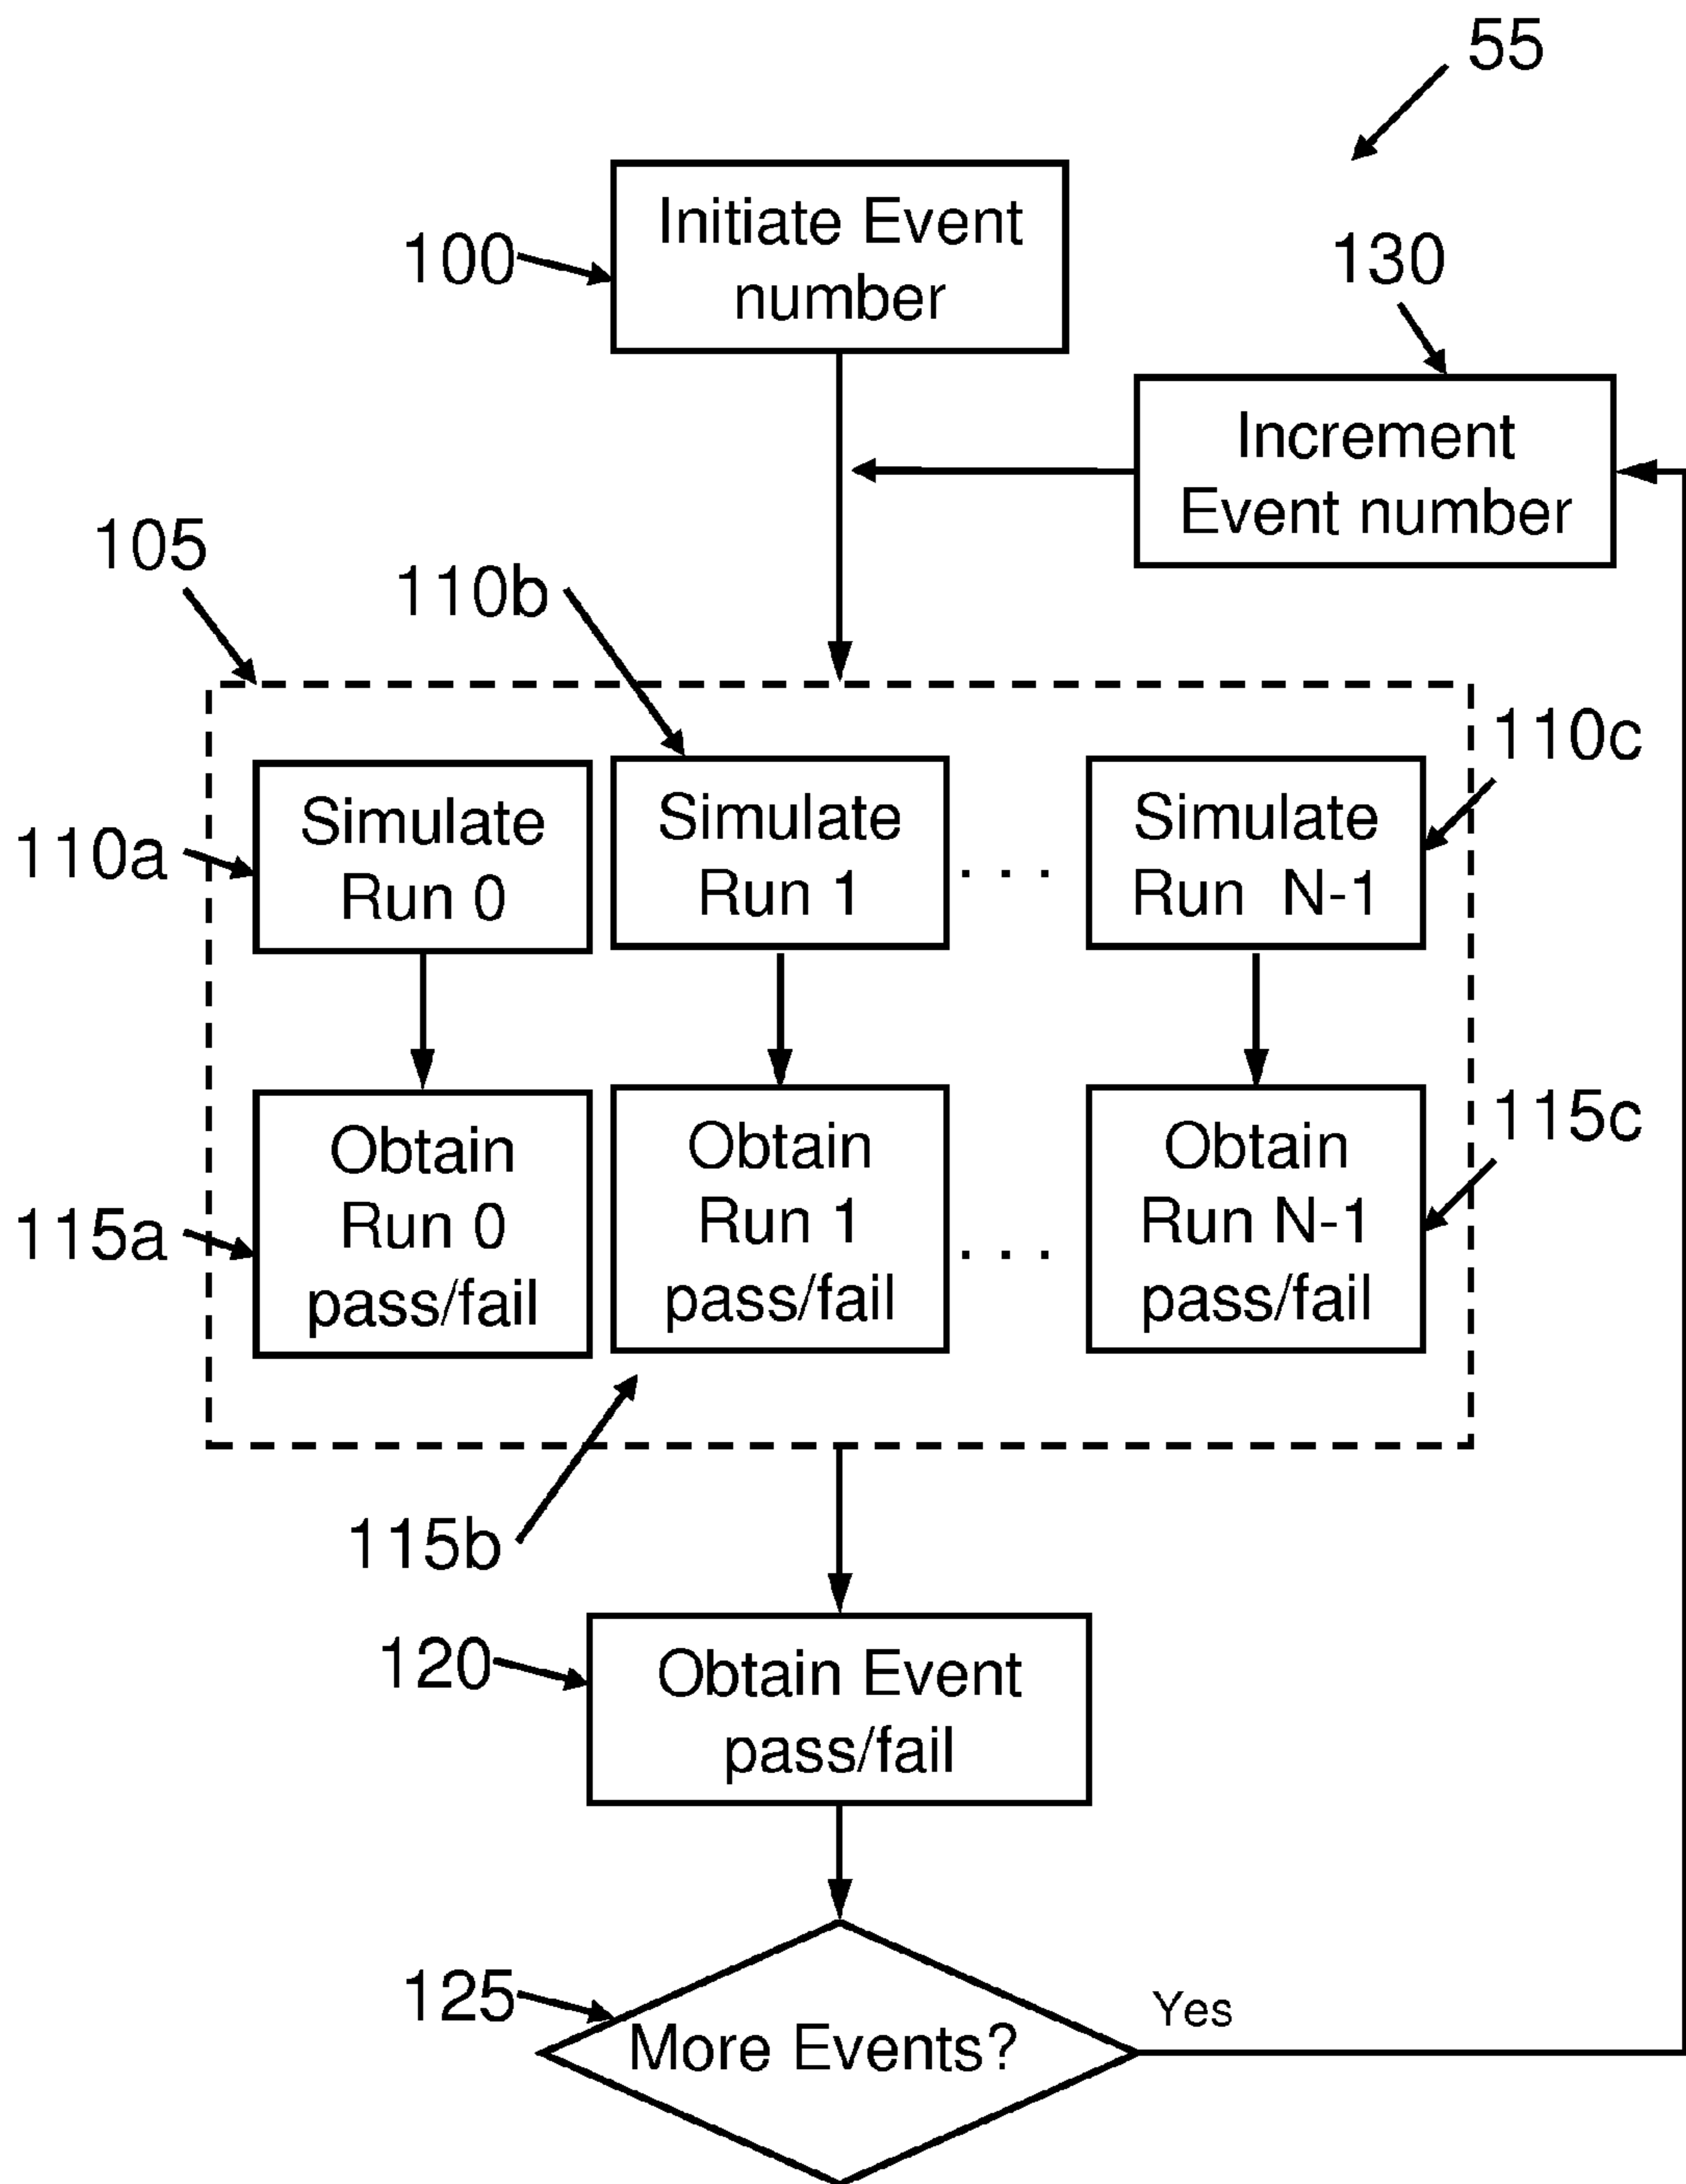 55
Initiate Event
number
100
130
Increment
Event number
105
110b
110c
Simulate
Run 0
Simulate
Run 1
. . .
Simulate
Run N-1
110a
115c
Obtain
Run 0
pass/fail
Obtain
Run 1
pass/fail
. . .
Obtain
Run N-1
pass/fail
115a
115b
120
Obtain Event
pass/fail
125
More Events?
Yes